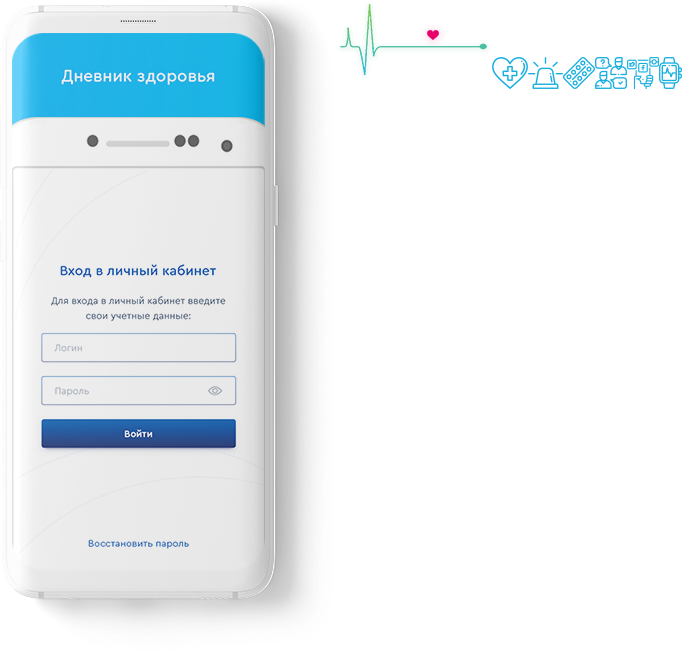 Дневник здоровья
Вход в личный кабинет
Для входа в личный кабинет введите
свои учетные данные:
Логин
Пароль
Войти
Восстановить пароль